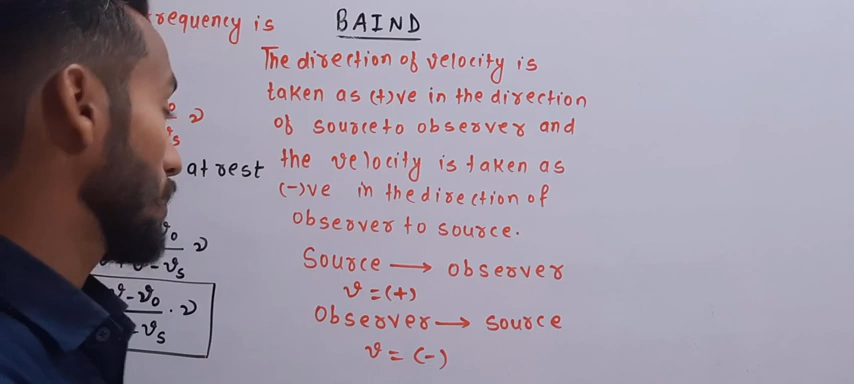 requency is
BAIND
The direction of velocity is
taken as (+)ve in the direction
of source to observer and
at rest
the velocity is taken as
(-)ve in the direction of
observer to source.
Source → observer
v = (+)
observer → source
v = (-)
v - v₀
vₛ
· ν